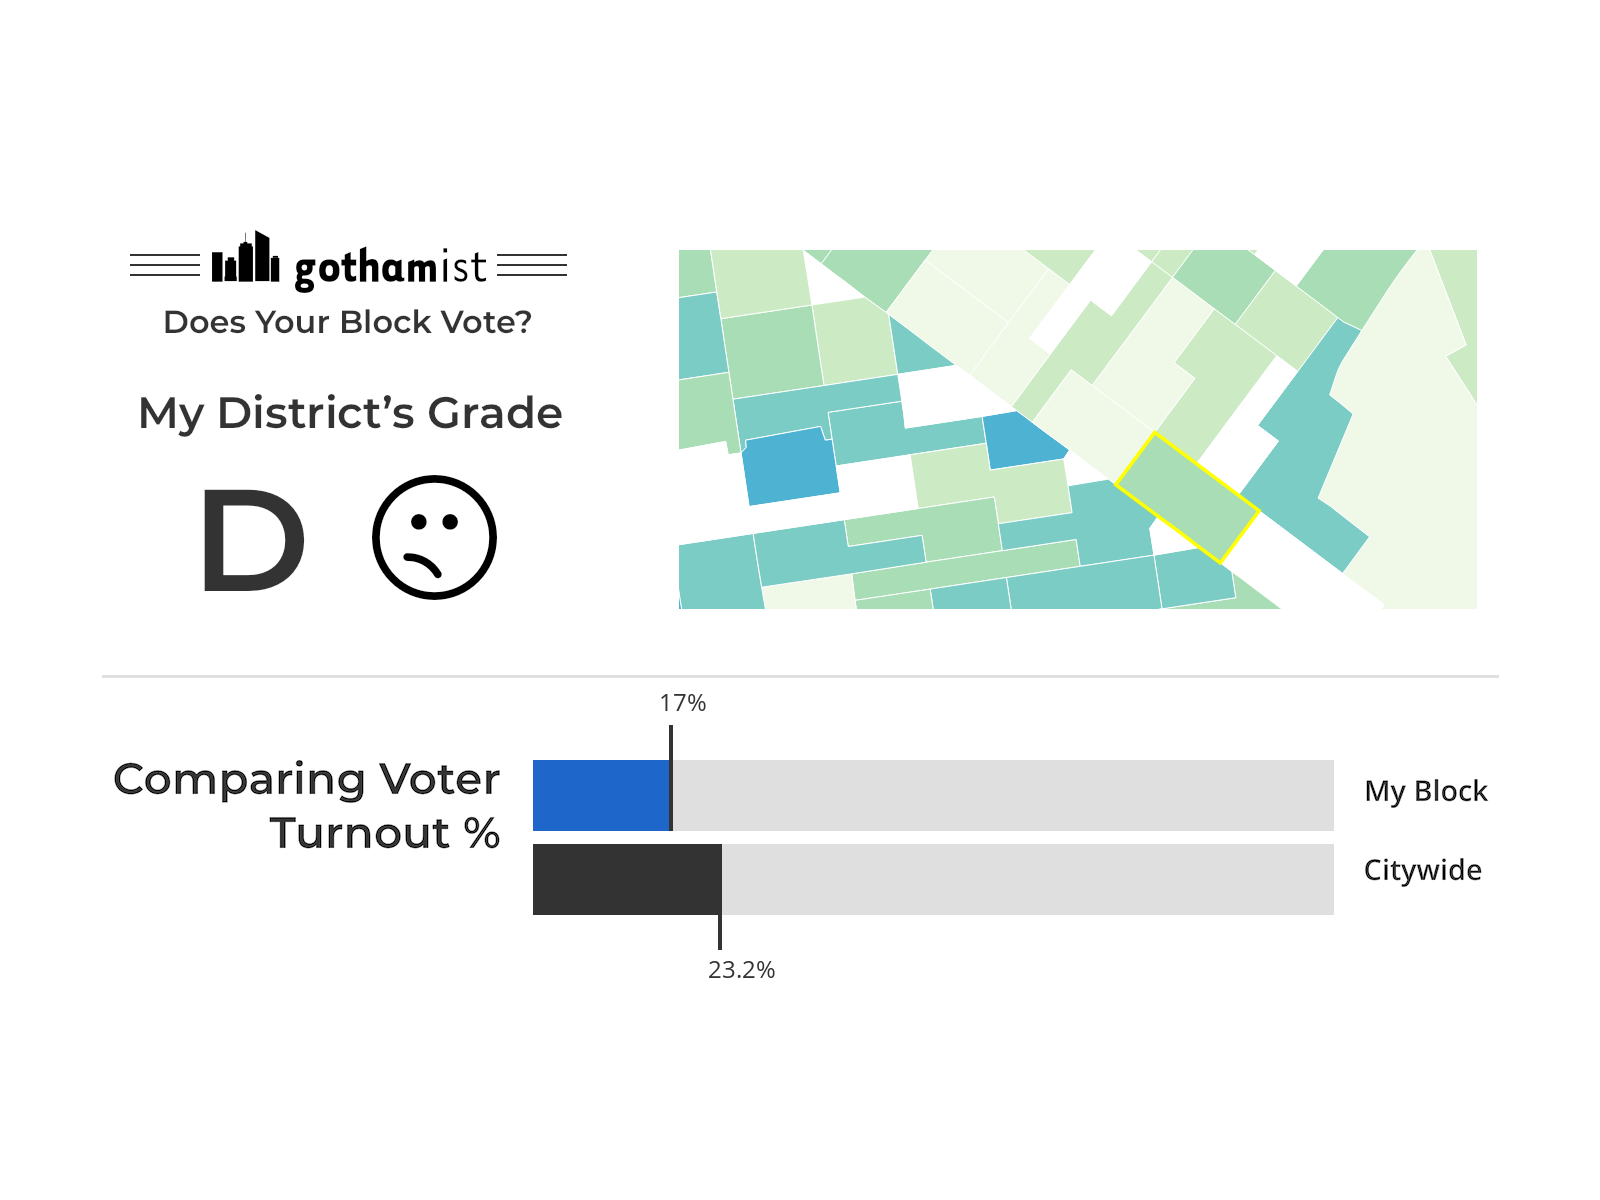 gothamist
Does Your Block Vote?
My District’s Grade
D
17%
Comparing Voter
Turnout %
My Block
Citywide
23.2%